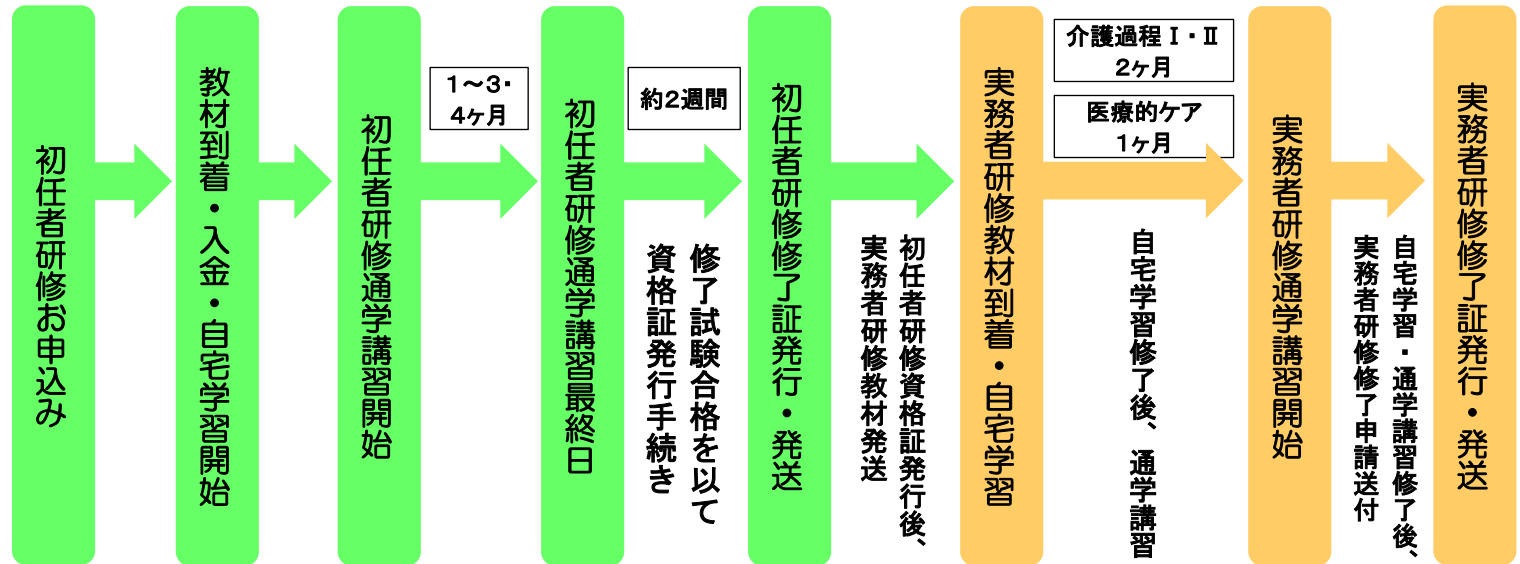 初任者研修お申込み
教材到着・入金・自宅学習開始
初任者研修通学講習開始
1～3・
4ヶ月
初任者研修通学講習最終日
約2週間
修了試験合格を以て
資格証発行手続き
初任者研修修了証発行・発送
初任者研修資格証発行後、
実務者研修教材発送
実務者研修教材到着・自宅学習
介護過程Ⅰ・Ⅱ
2ヶ月
医療的ケア
1ヶ月
自宅学習修了後、通学講習
実務者研修通学講習開始
自宅学習・通学講習修了後、
実務者研修修了申請送付
実務者研修修了証発行・発送